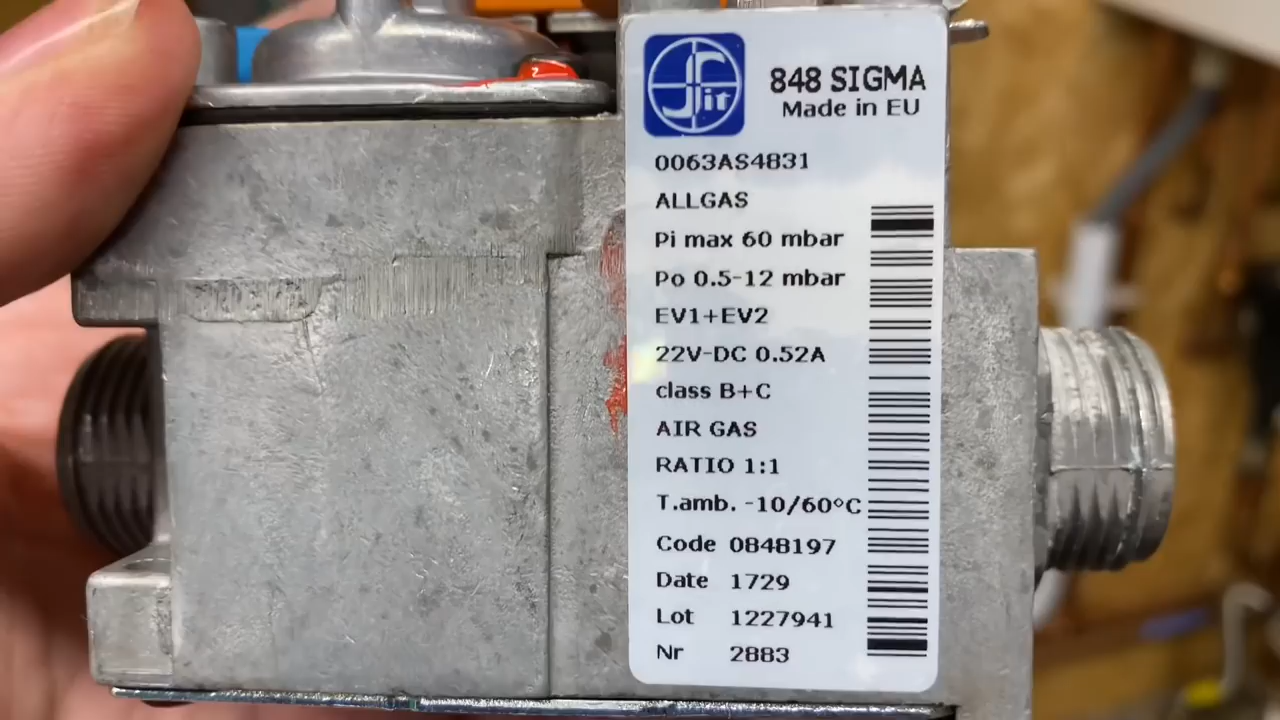 Sit
848 SIGMA
Made in EU
0063AS4831
ALLGAS
Pi max 60 mbar
Po 0.5-12 mbar
EV1+EV2
22V-DC 0.52A
class B+C
AIR GAS
RATIO 1:1
T.amb. -10/60°C
Code 0848197
Date 1729
Lot 1227941
Nr 2883